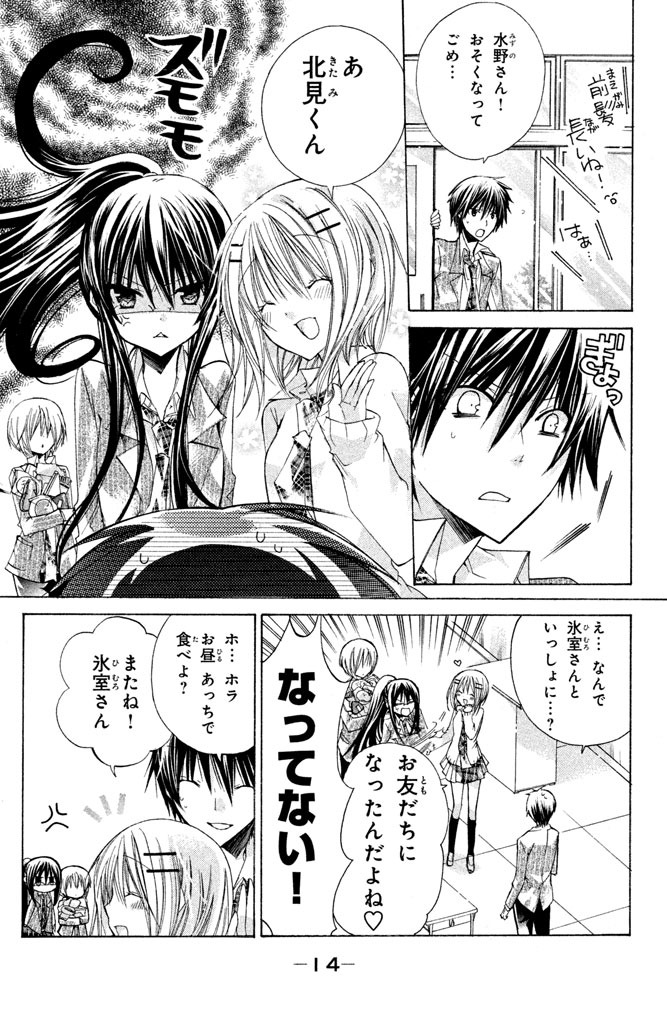 水野さん！
おそくなって
ごめ…
前髪
長いね！
はぁ…
あ
北見くん
ズモモ
ぎょっ
え…なんで
氷室さんと
いっしょに…？
お友だちに
なったんだよね♡
なってない！
ホ…ホラ
お昼あっちで
食べよ？
またね！
氷室さん
—14—